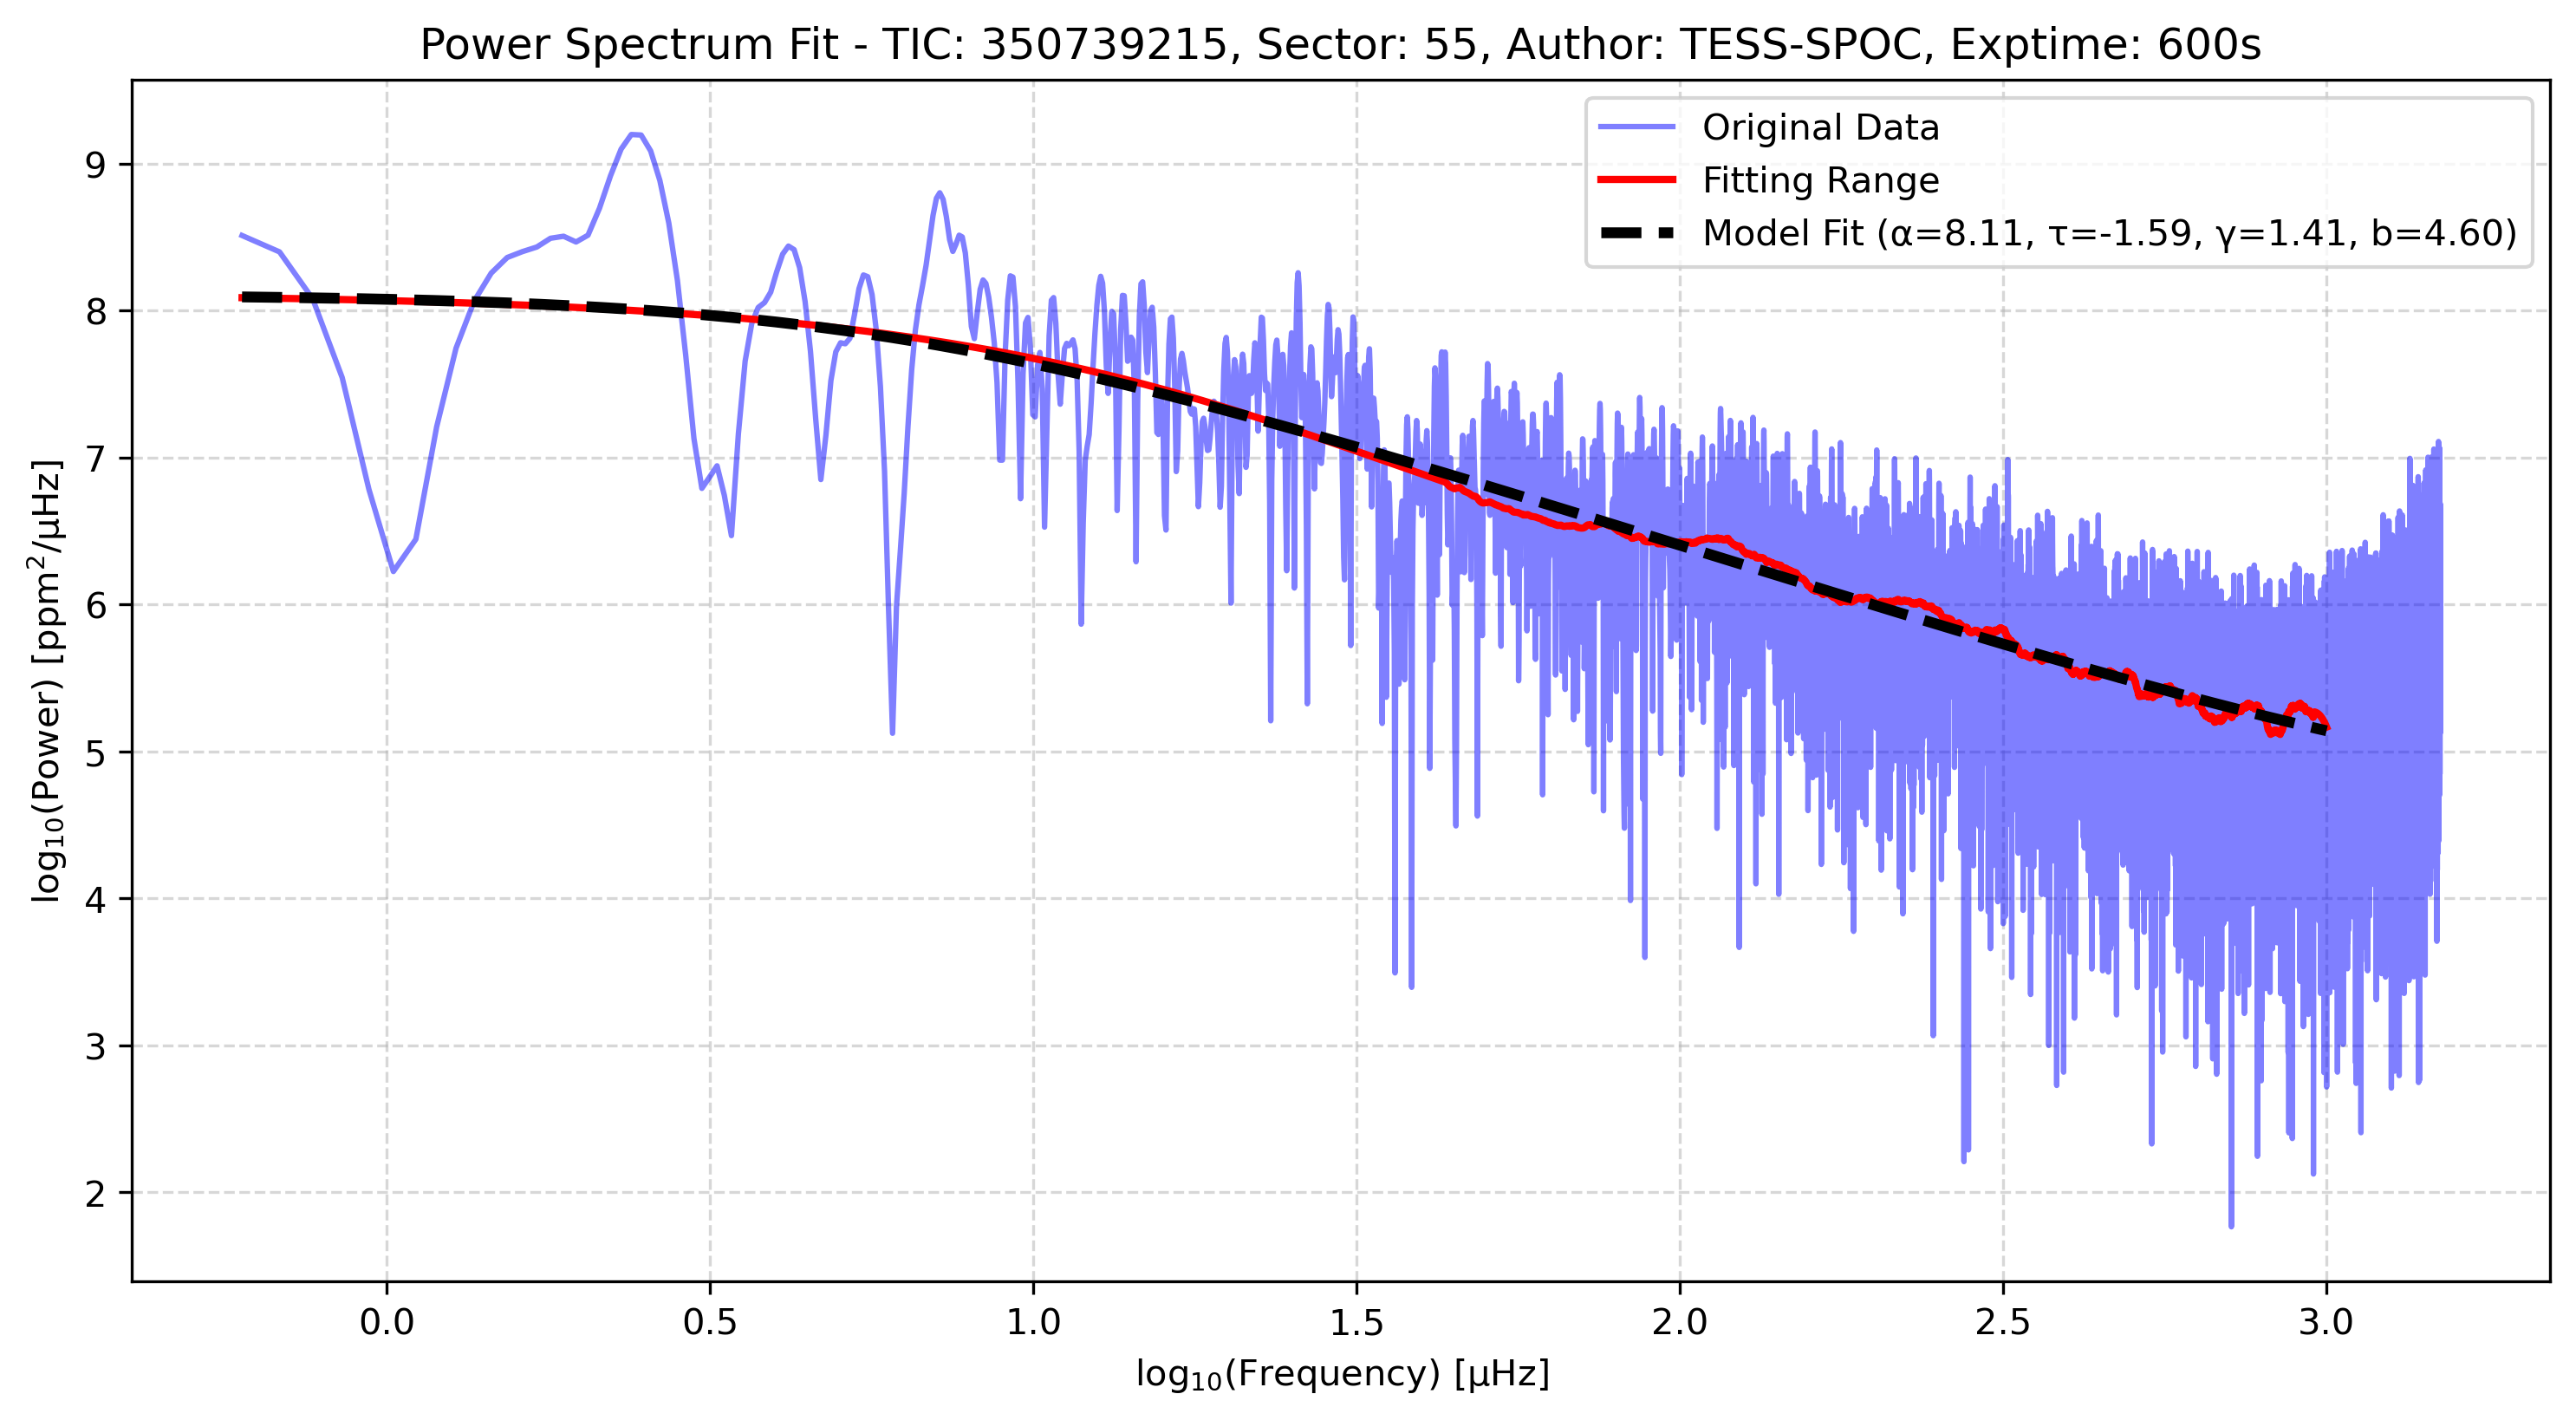 Power Spectrum Fit - TIC: 350739215, Sector: 55, Author: TESS-SPOC, Exptime: 600s
Original Data
Fitting Range
Model Fit (α=8.11, τ=-1.59, γ=1.41, b=4.60)
log₁₀(Power) [ppm²/μHz]
9
8
7
6
5
4
3
2
0.0 0.5 1.0 1.5 2.0 2.5 3.0
log₁₀(Frequency) [μHz]